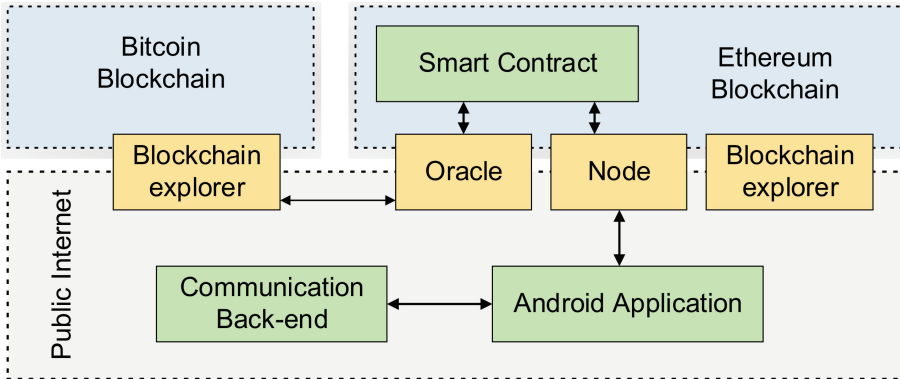 Bitcoin
Blockchain
Smart Contract
Ethereum
Blockchain
Blockchain
explorer
Oracle
Node
Blockchain
explorer
Public Internet
Communication
Back-end
Android Application